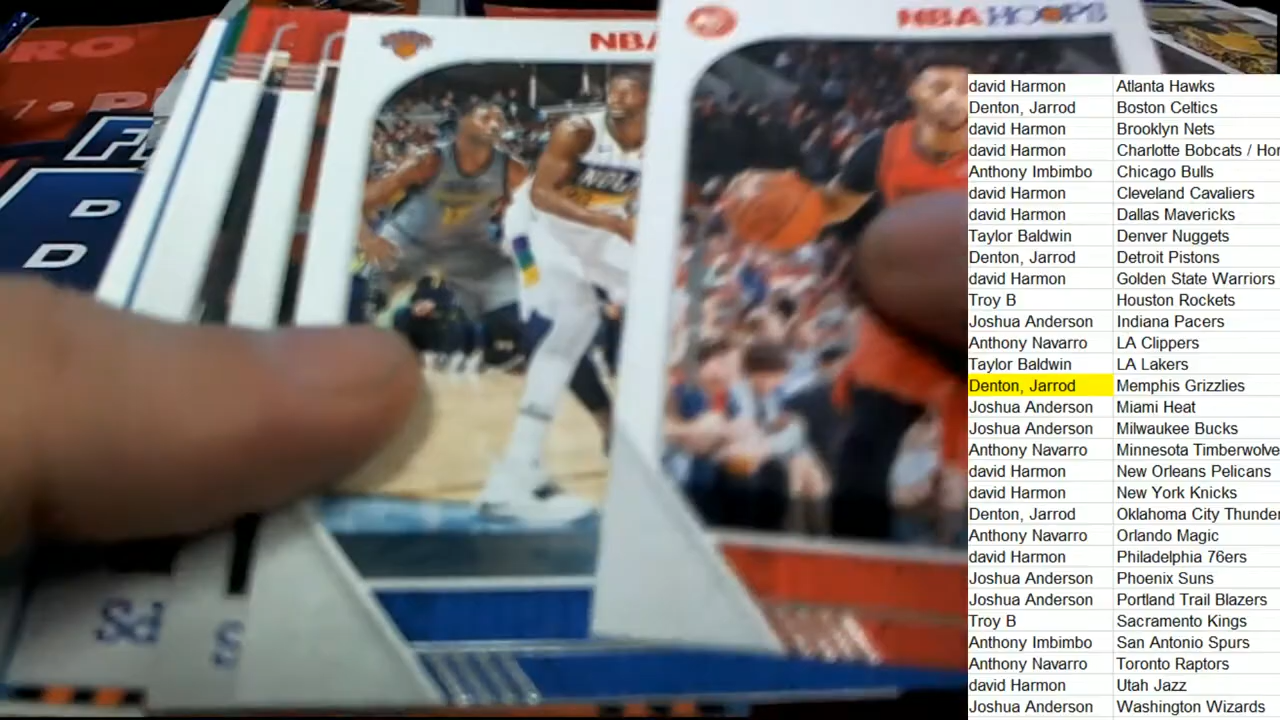 RO
NBA
NBA HOOPS
NOLA
D
D
Sd
S
david Harmon Atlanta Hawks
Denton, Jarrod Boston Celtics
david Harmon Brooklyn Nets
david Harmon Charlotte Bobcats / Hor
Anthony Imbimbo Chicago Bulls
david Harmon Cleveland Cavaliers
david Harmon Dallas Mavericks
Taylor Baldwin Denver Nuggets
Denton, Jarrod Detroit Pistons
david Harmon Golden State Warriors
Troy B Houston Rockets
Joshua Anderson Indiana Pacers
Anthony Navarro LA Clippers
Taylor Baldwin LA Lakers
Denton, Jarrod Memphis Grizzlies
Joshua Anderson Miami Heat
Joshua Anderson Milwaukee Bucks
Anthony Navarro Minnesota Timberwolve
david Harmon New Orleans Pelicans
david Harmon New York Knicks
Denton, Jarrod Oklahoma City Thunder
Anthony Navarro Orlando Magic
david Harmon Philadelphia 76ers
Joshua Anderson Phoenix Suns
Joshua Anderson Portland Trail Blazers
Troy B Sacramento Kings
Anthony Imbimbo San Antonio Spurs
Anthony Navarro Toronto Raptors
david Harmon Utah Jazz
Joshua Anderson Washington Wizards